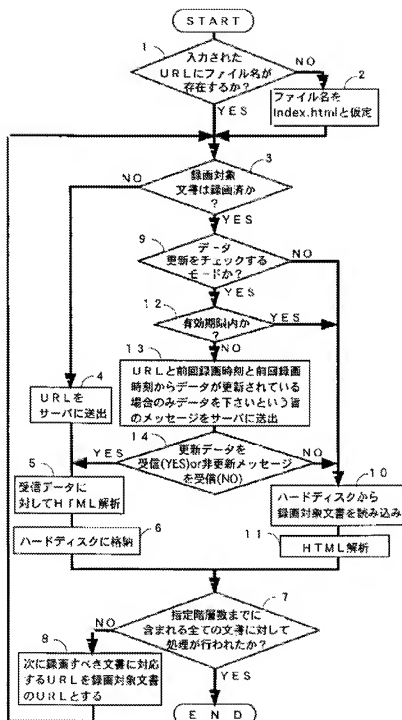 START
1
入力された
URLにファイル名が
存在するか?
NO
2
ファイル名を
Index.htmlと仮定
YES
3
NO
録画対象
文書は録画済か
?
YES
9
データ
更新をチェックする
モードか?
NO
YES
12
有効期限内か
?
YES
NO
13
URLと前回録画時刻と前回録画
時刻からデータが更新されている
場合のみデータを下さいという旨
のメッセージをサーバに送出
4
URLを
サーバに送出
14
YES
更新データを
受信(YES)or非更新メッセージ
を受信(NO)
NO
5
受信データに
対してHTML解析
10
ハードディスクから
録画対象文書を読み込み
6
ハードディスクに格納
11
HTML解析
7
指定階層数までに
含まれる全ての文書に対して
処理が行われたか?
NO
YES
8
次に録画すべき文書に対応
するURLを録画対象文書
のURLとする
END